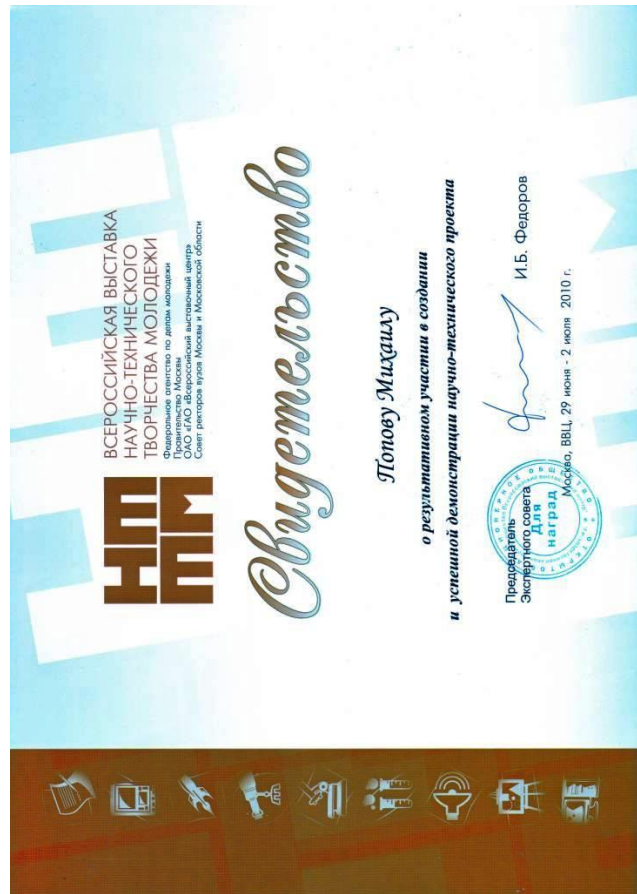 НТТМ
ВСЕРОССИЙСКАЯ ВЫСТАВКА
НАУЧНО-ТЕХНИЧЕСКОГО
ТВОРЧЕСТВА МОЛОДЕЖИ
Федеральное агентство по делам молодежи
Правительство Москвы
ОАО «ГАО «Всероссийский выставочный центр»
Совет ректоров вузов Москвы и Московской области
Свидетельство
Попову Михаилу
о результативном участии в создании
и успешной демонстрации научно-технического проекта
Председатель
Экспертного совета
И.Б. Федоров
Для
наград
Москва, ВВЦ, 29 июня - 2 июля 2010 г.